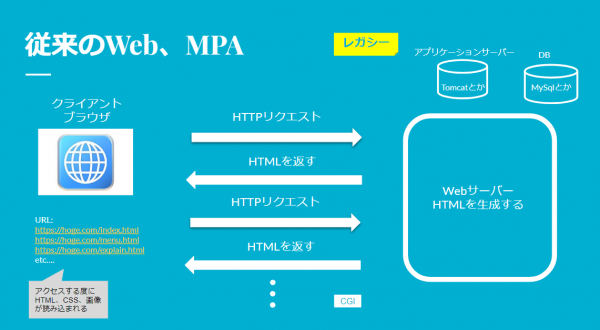 従来のWeb、MPA
レガシー
アプリケーションサーバー
DB
Tomcatとか
MySqlとか
クライアント
ブラウザ
HTTPリクエスト
HTMLを返す
HTTPリクエスト
HTMLを返す
Webサーバー
HTMLを生成する
URL:
https://hoge.com/index.html
https://hoge.com/menu.html
https://hoge.com/explain.html
etc....
アクセスする度に
HTML、CSS、画像
が読み込まれる
CGI